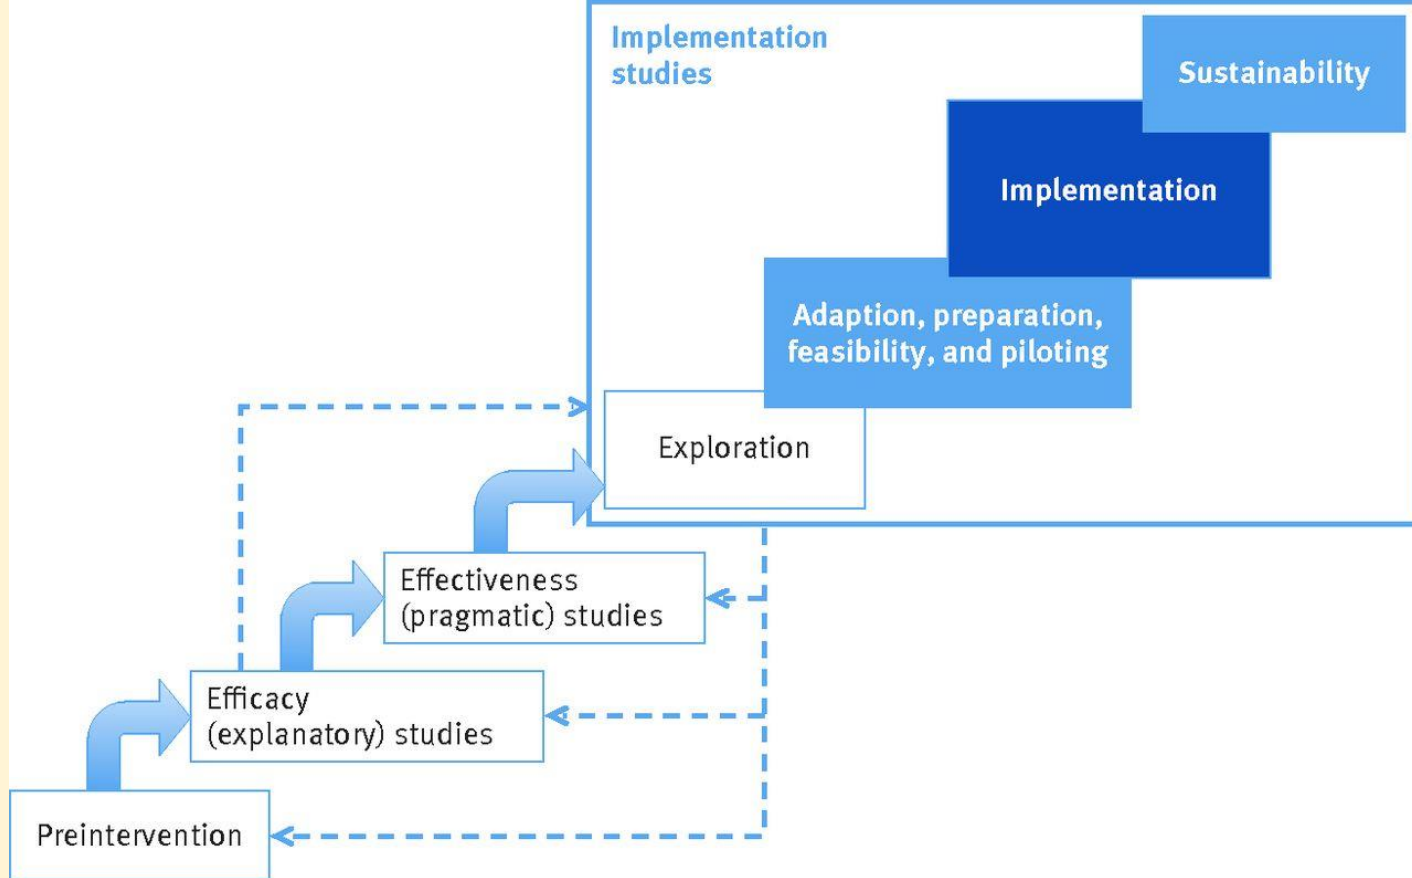 Implementation
studies
Sustainability
Implementation
Adaption, preparation,
feasibility, and piloting
Exploration
Effectiveness
(pragmatic) studies
Efficacy
(explanatory) studies
Preintervention